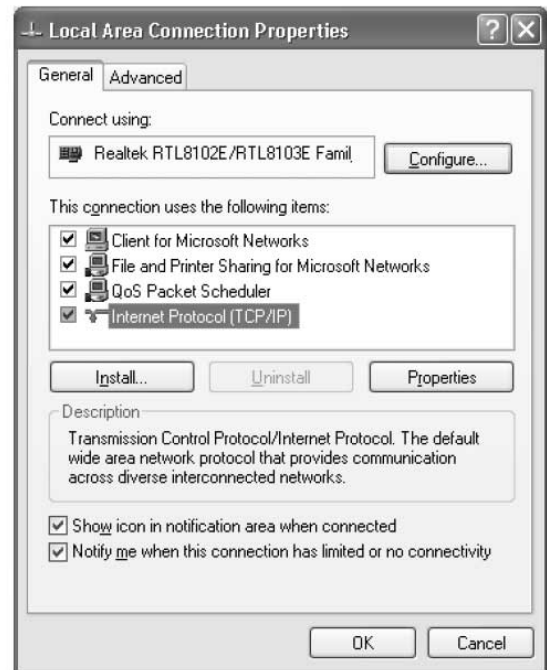 Local Area Connection Properties
General Advanced
Connect using:
Realtek RTL8102E/RTL8103E Famil
Configure...
This connection uses the following items:
Client for Microsoft Networks
File and Printer Sharing for Microsoft Networks
QoS Packet Scheduler
Internet Protocol (TCP/IP)
Install... Uninstall Properties
Description
Transmission Control Protocol/Internet Protocol. The default
wide area network protocol that provides communication
across diverse interconnected networks.
Show icon in notification area when connected
Notify me when this connection has limited or no connectivity
OK Cancel